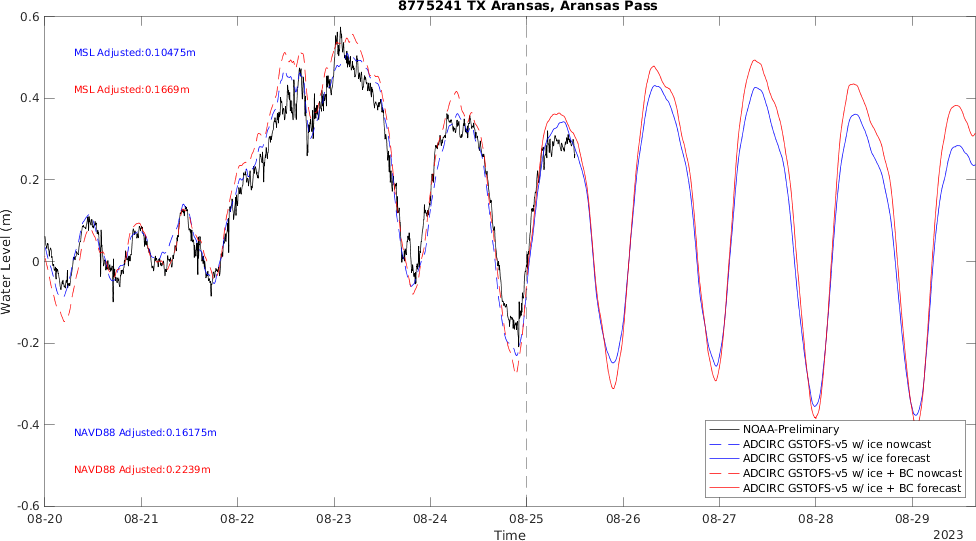 8775241 TX Aransas, Aransas Pass
0.6
0.4
0.2
0
-0.2
-0.4
-0.6
Water Level (m)
MSL Adjusted:0.10475m
MSL Adjusted:0.1669m
NAVD88 Adjusted:0.16175m
NAVD88 Adjusted:0.2239m
NOAA-Preliminary
ADCIRC GSTOFS-v5 w/ ice nowcast
ADCIRC GSTOFS-v5 w/ ice forecast
ADCIRC GSTOFS-v5 w/ ice + BC nowcast
ADCIRC GSTOFS-v5 w/ ice + BC forecast
08-20 08-21 08-22 08-23 08-24 08-25 08-26 08-27 08-28 08-29
Time
2023